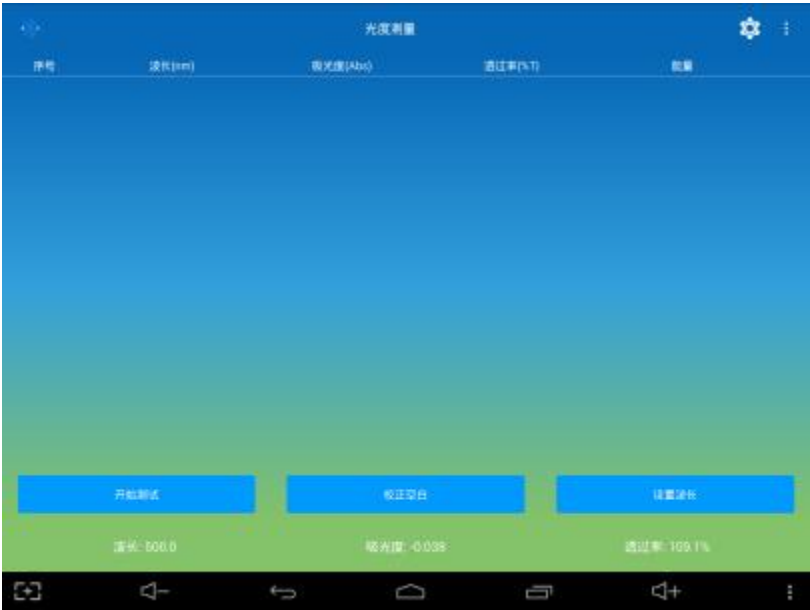 光度测量
序号 波长(nm) 吸光度(Abs) 透过率(%T) 能量
开始测试 校正空白 设置波长
波长: 500.0 吸光度: -0.038 透过率: 109.1%